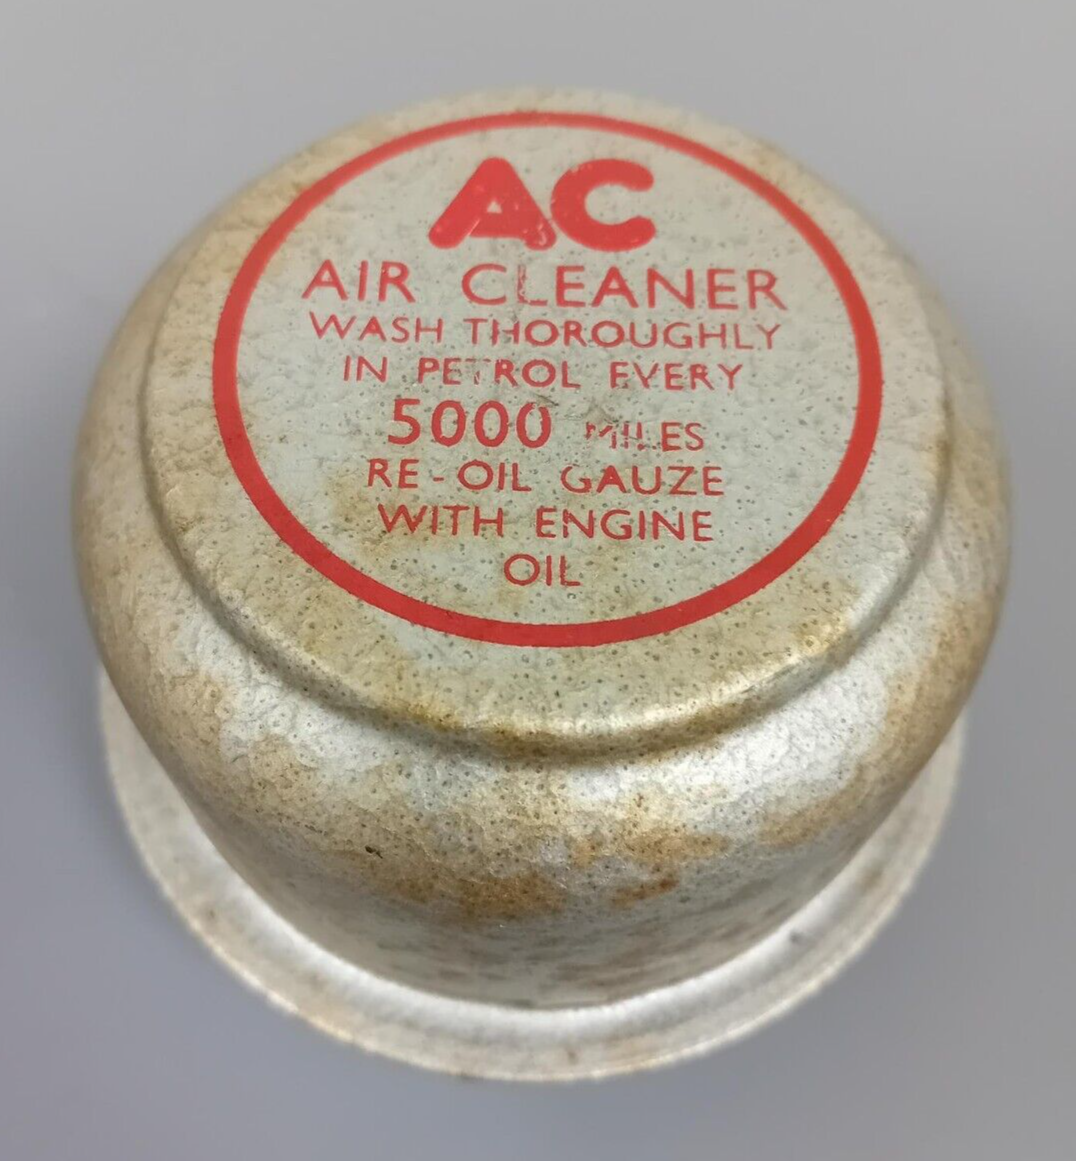 AC
AIR CLEANER
WASH THOROUGHLY
IN PETROL EVERY
5000 MILES
RE-OIL GAUZE
WITH ENGINE
OIL